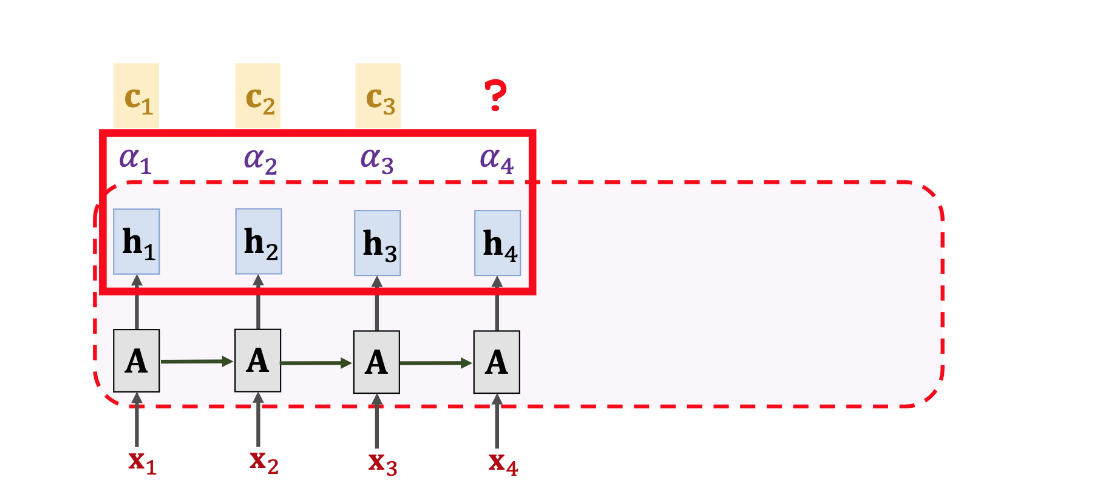 c₁ c₂ c₃ ?
α₁ α₂ α₃ α₄
h₁ h₂ h₃ h₄
A A A A
x₁ x₂ x₃ x₄